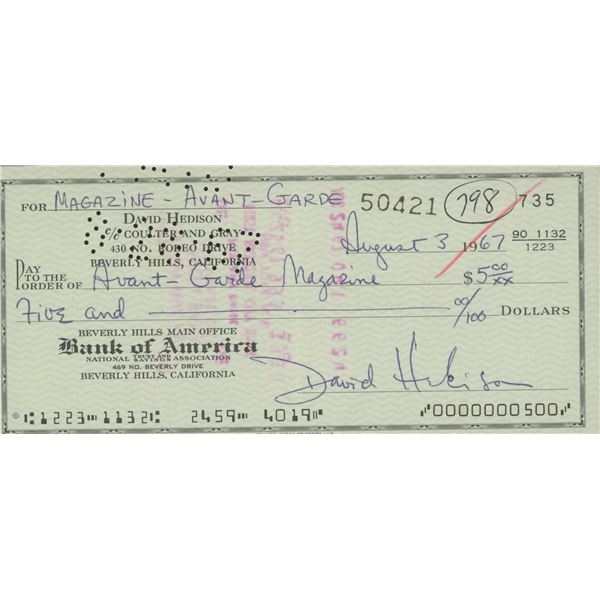 FOR MAGAZINE - AVANT-GARDE 50421 798 735
DAVID HEDISON
c/o COULTER AND GRAY
430 NO. RODEO DRIVE August 3 1967 90 1132
BEVERLY HILLS, CALIFORNIA 1223
PAY TO THE ORDER OF Avant-Garde Magazine $5 00/xx
Five and 00/100 DOLLARS
BEVERLY HILLS MAIN OFFICE
Bank of America
NATIONAL TRUST AND SAVINGS ASSOCIATION
469 NO. BEVERLY DRIVE
BEVERLY HILLS, CALIFORNIA David Hedison
⑆1223⑉1132⑆ 2459⑉4019⑈ ⑈0000000500⑈